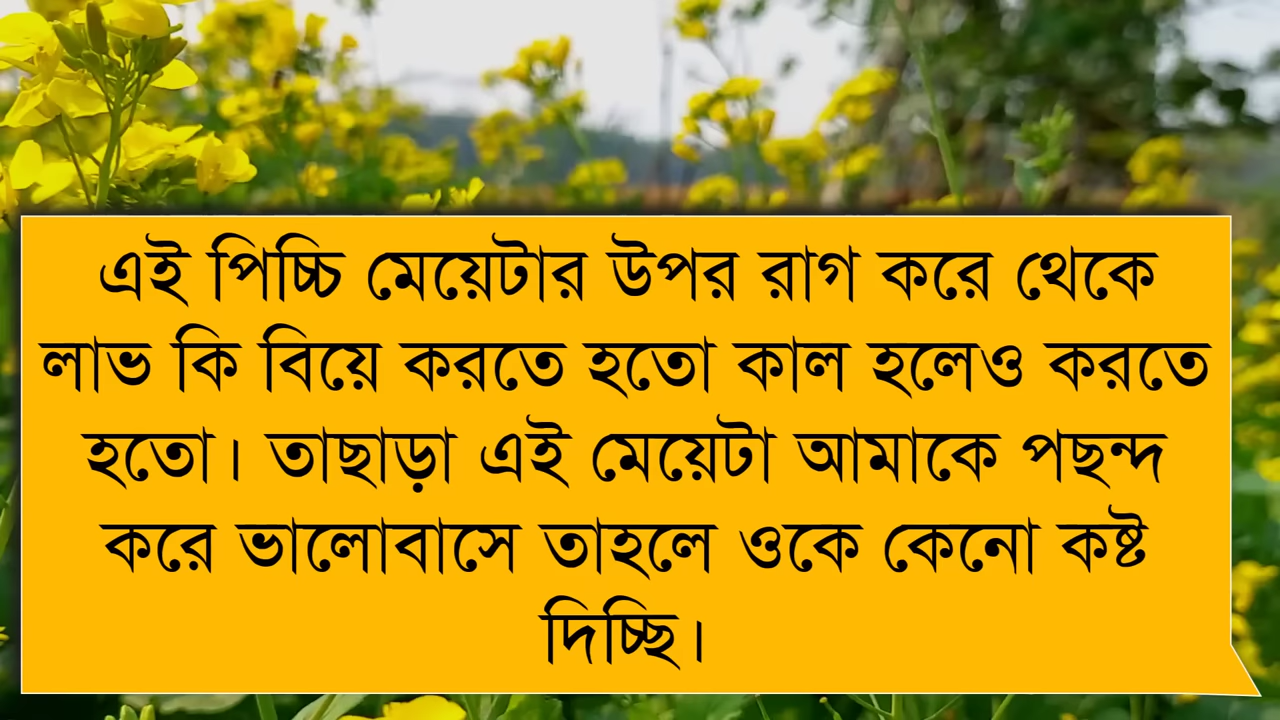 এই পিচ্চি মেয়েটার উপর রাগ করে থেকে
লাভ কি বিয়ে করতে হতো কাল হলেও করতে
হতো। তাছাড়া এই মেয়েটা আমাকে পছন্দ
করে ভালোবাসে তাহলে ওকে কেনো কষ্ট
দিচ্ছি।